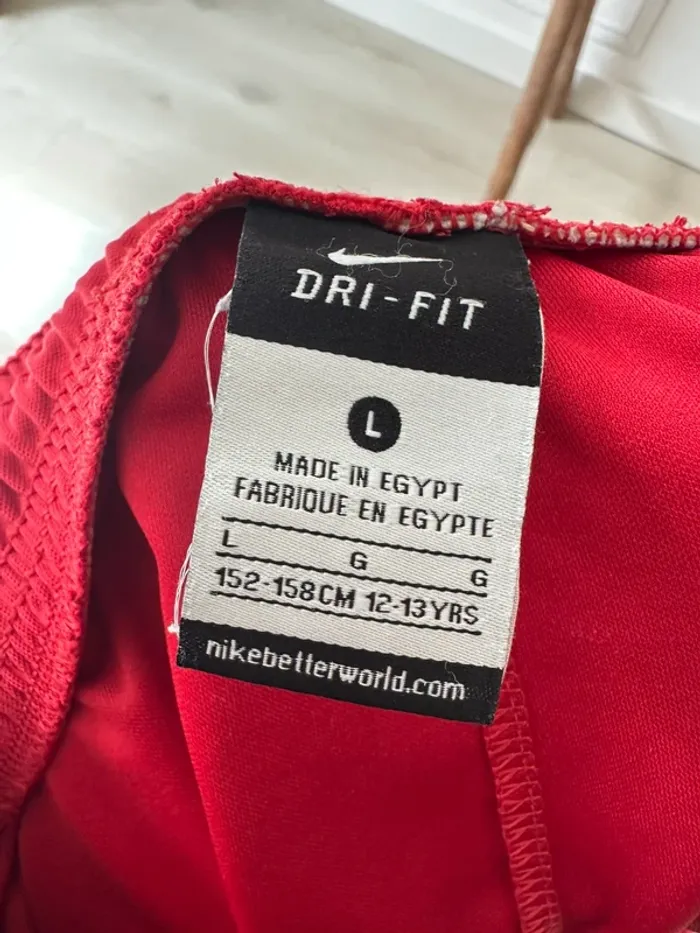 DRI-FIT
L
MADE IN EGYPT
FABRIQUE EN EGYPTE
L G G
152-158CM 12-13YRS
nikebetterworld.com